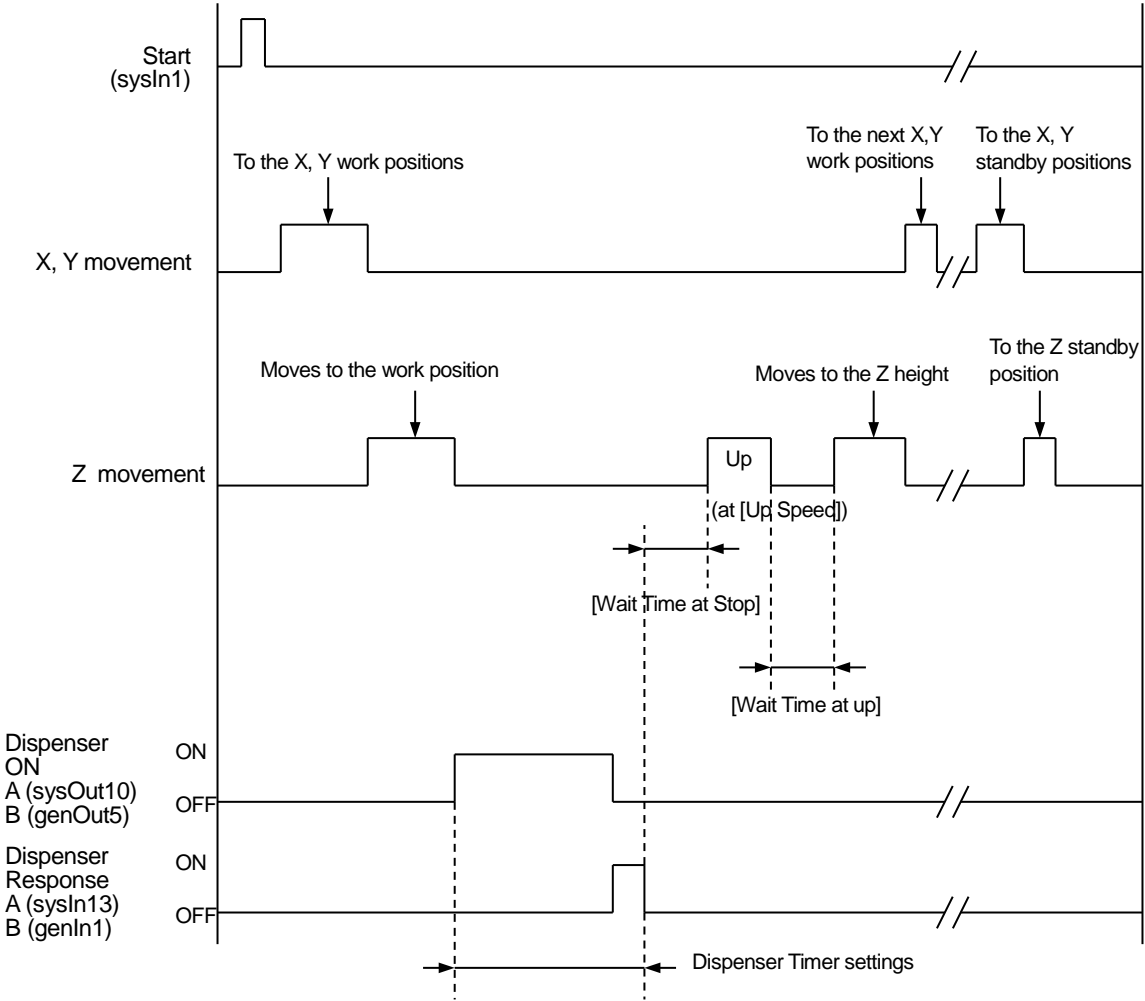 Start
(sysIn1)
To the X, Y work positions
To the next X,Y
work positions
To the X, Y
standby positions
X, Y movement
Moves to the work position
Moves to the Z height
To the Z standby
position
Z movement
Up
(at [Up Speed])
[Wait Time at Stop]
[Wait Time at up]
Dispenser
ON
A (sysOut10)
B (genOut5)
ON
OFF
Dispenser
Response
A (sysIn13)
B (genIn1)
ON
OFF
Dispenser Timer settings